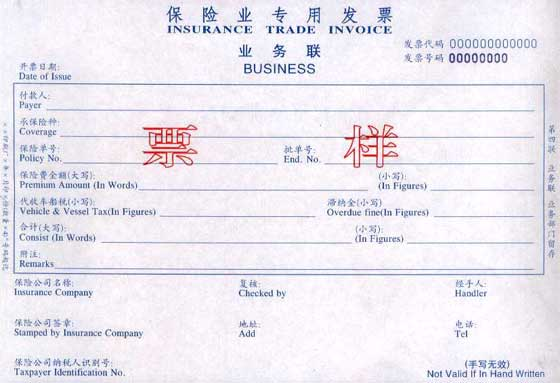 保险业专用发票
INSURANCE TRADE INVOICE
业务联
BUSINESS
发票代码 000000000000
发票号码 00000000
开票日期:
Date of Issue
付款人:
Payer
承保险种:
Coverage
保险单号: 批单号:
Policy No. End. No.
票样
保险费金额(大写): (小写):
Premium Amount (In Words) (In Figures)
代收车船税(小写): 滞纳金(小写):
Vehicle & Vessel Tax(In Figures) Overdue fine(In Figures)
合计(大写): (小写):
Consist (In Words) (In Figures)
附注:
Remarks
第四联 业务联 业务部门留存
保险公司名称: 复核: 经手人:
Insurance Company Checked by Handler
保险公司签章: 地址: 电话:
Stamped by Insurance Company Add Tel
保险公司纳税人识别号: (手写无效)
Taxpayer Identification No. Not Valid If In Hand Written